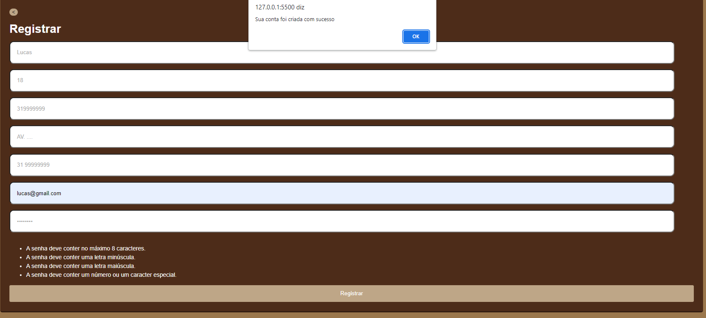 127.0.0.1:5500 diz
Sua conta foi criada com sucesso
OK
Registrar
Lucas
18
319999999
AV.....
31 99999999
lucas@gmail.com
--------
A senha deve conter no máximo 8 caracteres.
A senha deve conter uma letra minúscula.
A senha deve conter uma letra maiúscula.
A senha deve conter um número ou um caracter especial.
Registrar